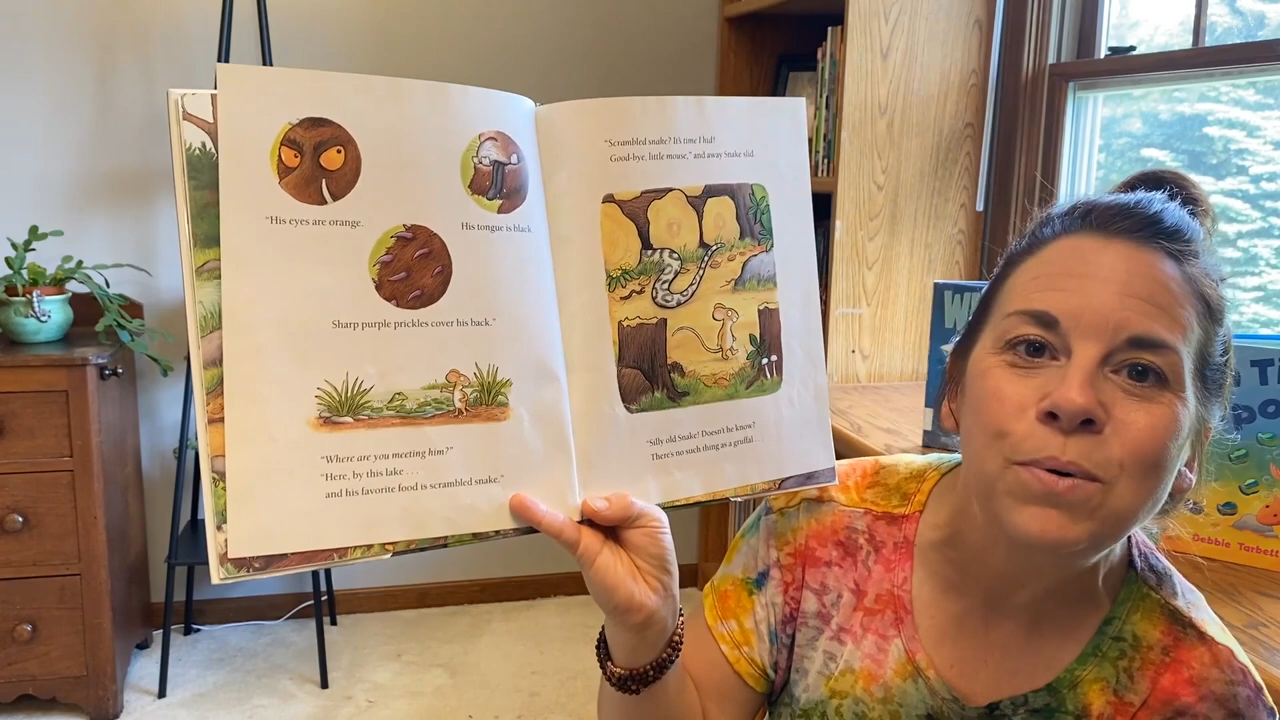 "His eyes are orange.
His tongue is black.
Sharp purple prickles cover his back."
"Where are you meeting him?"
"Here, by this lake . . .
and his favorite food is scrambled snake."
"Scrambled snake? It's time I hid!
Good-bye, little mouse," and away Snake slid.
"Silly old Snake! Doesn't he know?
There's no such thing as a gruffal . . .
Debbie Tarbett